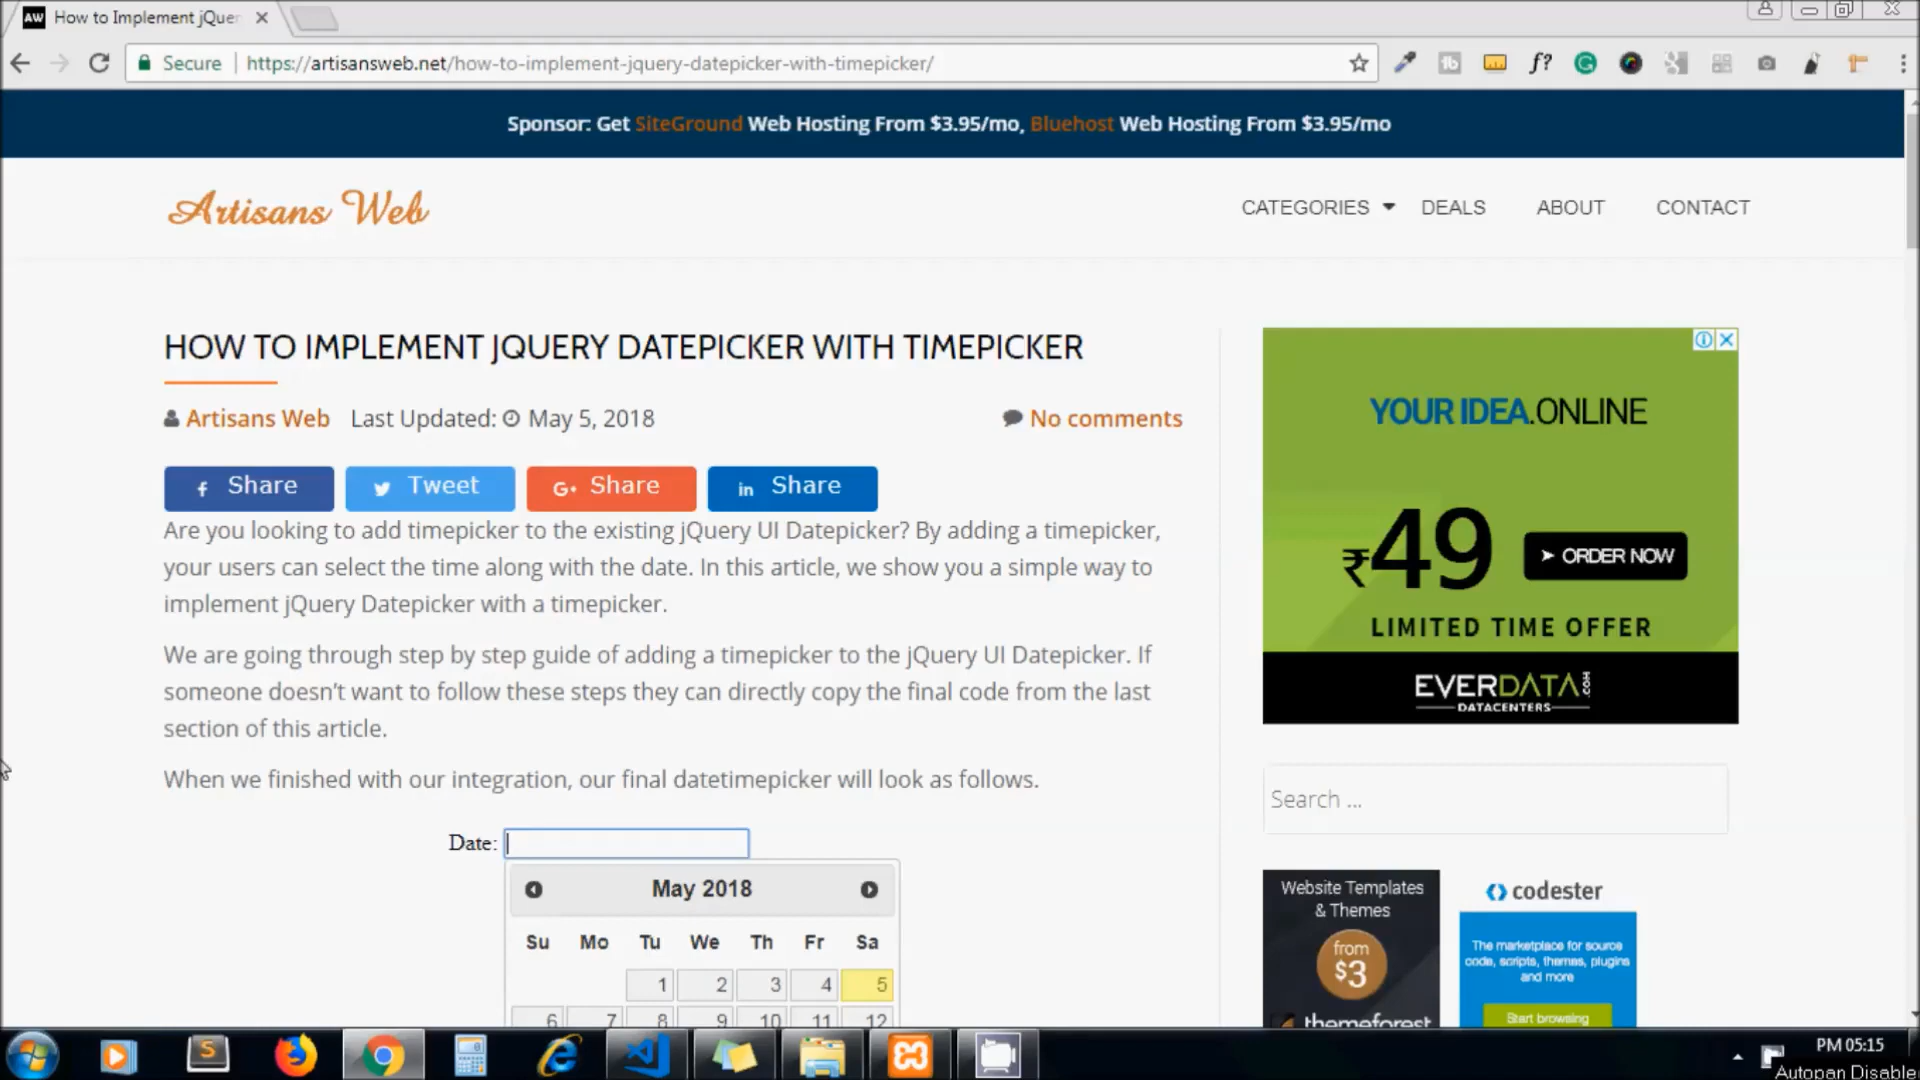 AW How to Implement jQuer
Secure https://artisansweb.net/how-to-implement-jquery-datepicker-with-timepicker/
f?
Sponsor: Get SiteGround Web Hosting From $3.95/mo, Bluehost Web Hosting From $3.95/mo
Artisans Web
CATEGORIES DEALS ABOUT CONTACT
HOW TO IMPLEMENT JQUERY DATEPICKER WITH TIMEPICKER
Artisans Web Last Updated: May 5, 2018 No comments
f Share Tweet G+ Share in Share
Are you looking to add timepicker to the existing jQuery UI Datepicker? By adding a timepicker,
your users can select the time along with the date. In this article, we show you a simple way to
implement jQuery Datepicker with a timepicker.
We are going through step by step guide of adding a timepicker to the jQuery UI Datepicker. If
someone doesn't want to follow these steps they can directly copy the final code from the last
section of this article.
When we finished with our integration, our final datetimepicker will look as follows.
Date:
May 2018
Su Mo Tu We Th Fr Sa
1 2 3 4 5
6 7 8 9 10 11 12
YOUR IDEA.ONLINE
₹49
ORDER NOW
LIMITED TIME OFFER
EVERDATA.COM
DATACENTERS
Search ...
Website Templates
& Themes
from
$3
themeforest
codester
The marketplace for source
code, scripts, themes, plugins
and more
Start browsing
PM 05:15
Autopan Disable